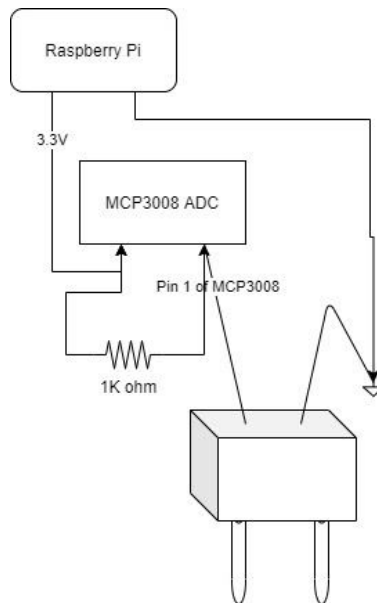 Raspberry Pi
3.3V
MCP3008 ADC
Pin 1 of MCP3008
1K ohm